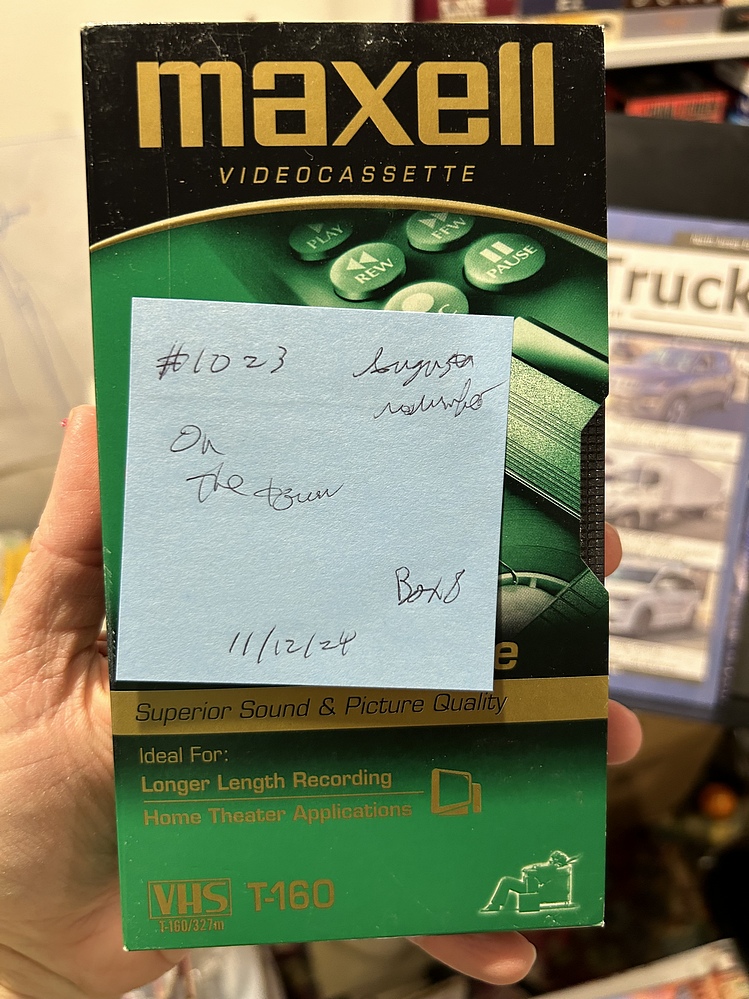 maxell
VIDEOCASSETTE
PLAY
REW
FFW
PAUSE
C
#1023
On
the town
Box 8
11/12/24
e
Superior Sound & Picture Quality
Ideal For:
Longer Length Recording
Home Theater Applications
VHS T-160
T-160/327m
Truck